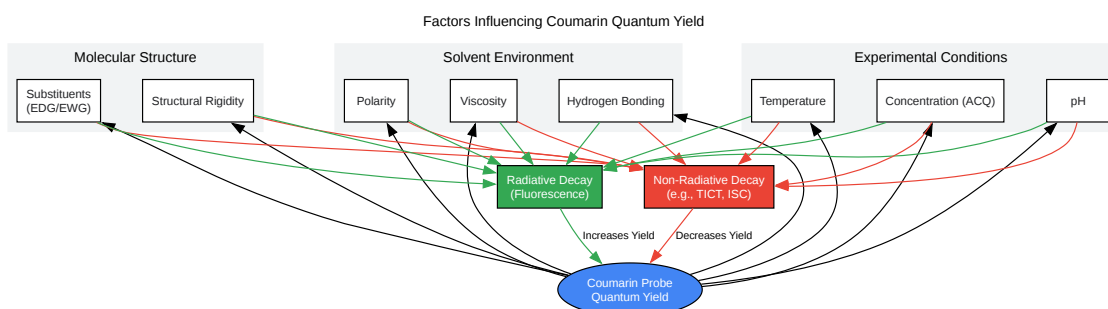 Factors Influencing Coumarin Quantum Yield
Molecular Structure
Solvent Environment
Experimental Conditions
Substituents
(EDG/EWG)
Structural Rigidity
Polarity
Viscosity
Hydrogen Bonding
Temperature
Concentration (ACQ)
pH
Radiative Decay
(Fluorescence)
Non-Radiative Decay
(e.g., TICT, ISC)
Increases Yield
Decreases Yield
Coumarin Probe
Quantum Yield